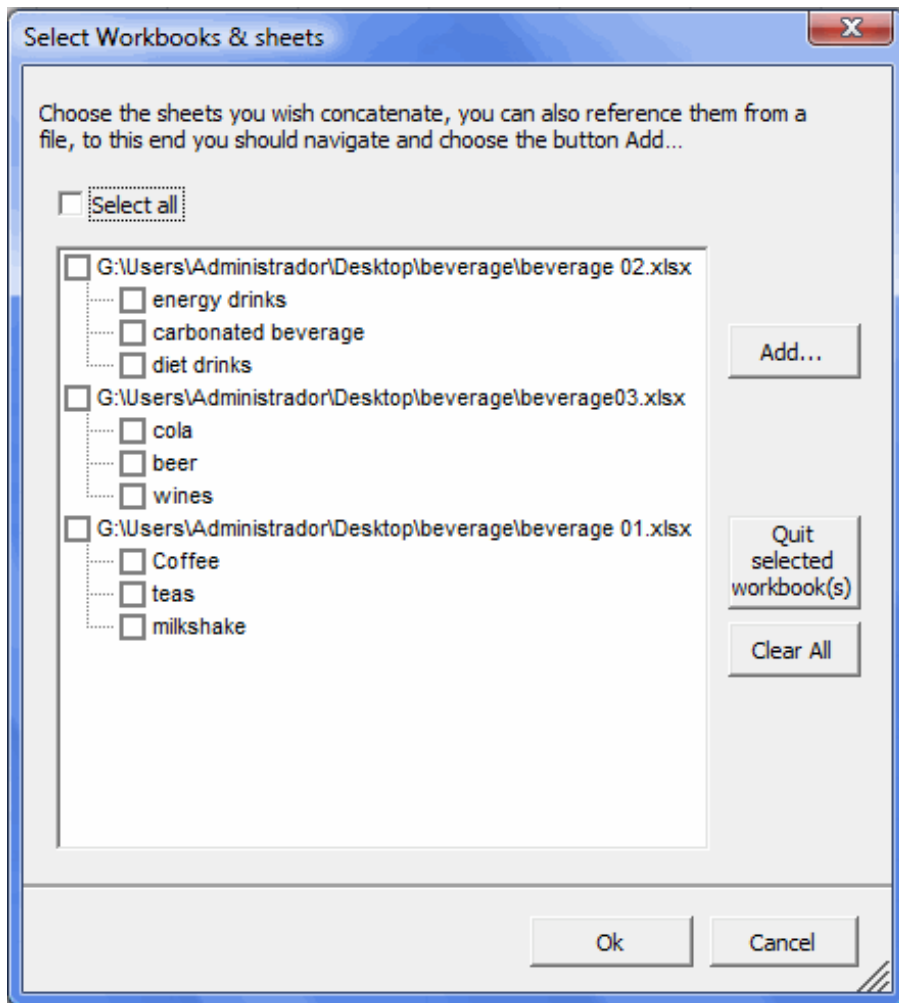 Select Workbooks & sheets
X
Choose the sheets you wish concatenate, you can also reference them from a
file, to this end you should navigate and choose the button Add...
Select all
G:\Users\Administrador\Desktop\beverage\beverage 02.xlsx
energy drinks
carbonated beverage
diet drinks
G:\Users\Administrador\Desktop\beverage\beverage03.xlsx
cola
beer
wines
G:\Users\Administrador\Desktop\beverage\beverage 01.xlsx
Coffee
teas
milkshake
Add...
Quit
selected
workbook(s)
Clear All
Ok
Cancel